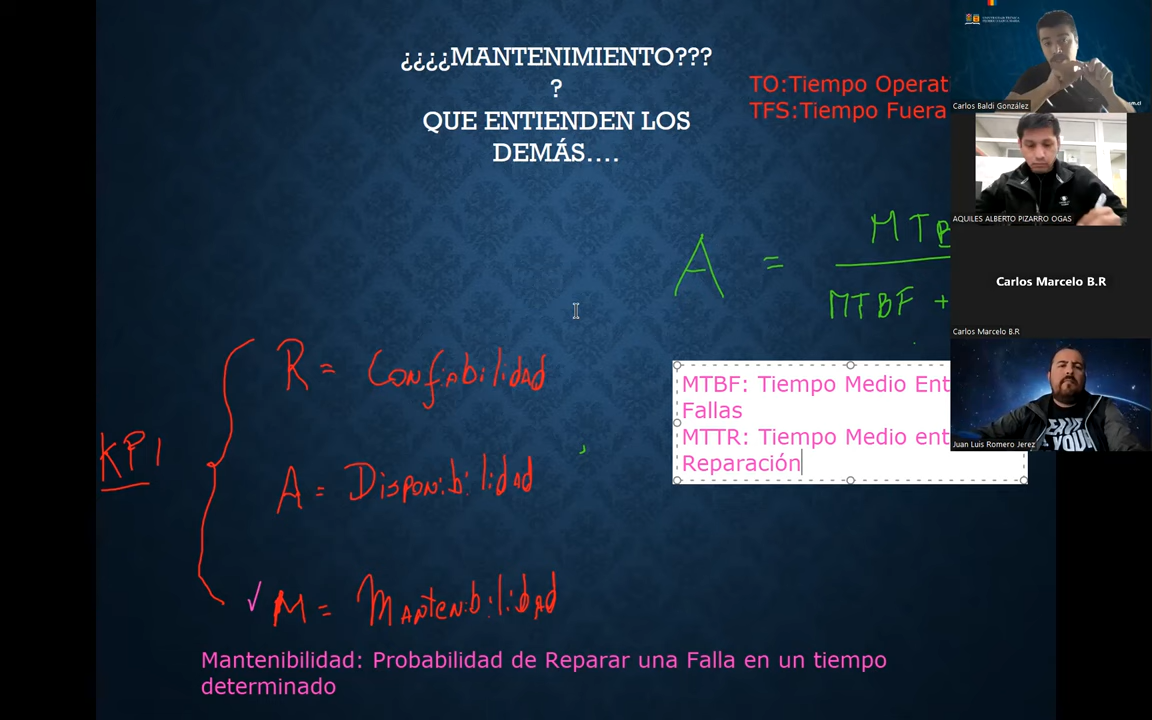 ¿¿¿¿MANTENIMIENTO???
?
QUE ENTIENDEN LOS
DEMÁS....
TO:Tiempo Operat
TFS:Tiempo Fuera
A = MTB
MTBF +
KPI
R = Confiabilidad
A = Disponibilidad
M = Mantenibilidad
MTBF: Tiempo Medio Ent
Fallas
MTTR: Tiempo Medio ent
Reparación
Mantenibilidad: Probabilidad de Reparar una Falla en un tiempo
determinado
Carlos Baldi González
AQUILES ALBERTO PIZARRO OGAS
Carlos Marcelo B.R
Carlos Marcelo B.R
Juan Luis Romero Jerez